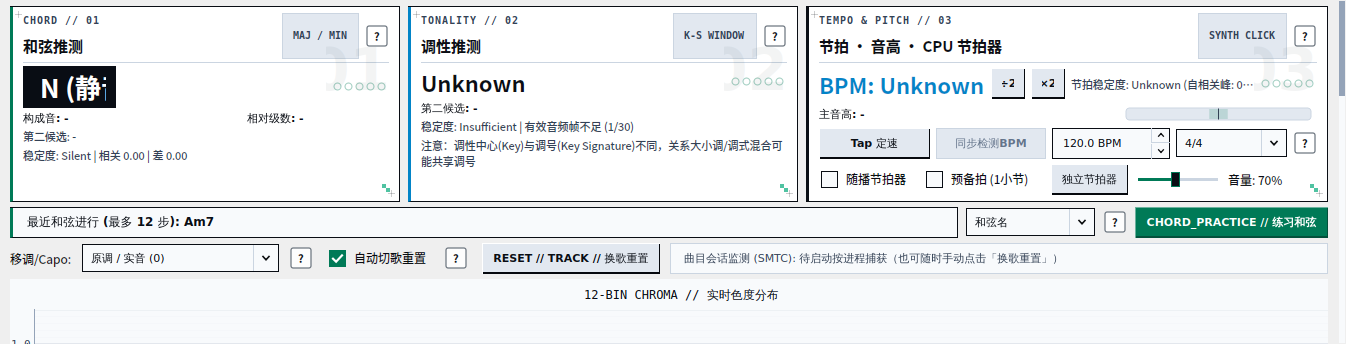 CHORD // 01
MAJ / MIN
?
和弦推测
01
N (静
构成音: -
相对级数: -
第二候选: -
稳定度: Silent | 相关 0.00 | 差 0.00
TONALITY // 02
K-S WINDOW
?
调性推测
02
Unknown
第二候选: -
稳定度: Insufficient | 有效音频帧不足 (1/30)
注意：调性中心(Key)与调号(Key Signature)不同，关系大小调/调式混合可
能共享调号
TEMPO & PITCH // 03
SYNTH CLICK
?
节拍 · 音高 · CPU 节拍器
03
BPM: Unknown
÷2
×2
节拍稳定度: Unknown (自相关峰: 0…
主音高: -
Tap 定速
同步检测BPM
120.0 BPM
4/4
?
随播节拍器
预备拍 (1小节)
独立节拍器
音量: 70%
最近和弦进行 (最多 12 步): Am7
和弦名
?
CHORD_PRACTICE // 练习和弦
移调/Capo:
原调 / 实音 (0)
?
自动切歌重置
?
RESET // TRACK // 换歌重置
曲目会话监测 (SMTC): 待启动按进程捕获（也可随时手动点击「换歌重置」）
12-BIN CHROMA // 实时色度分布
1.0